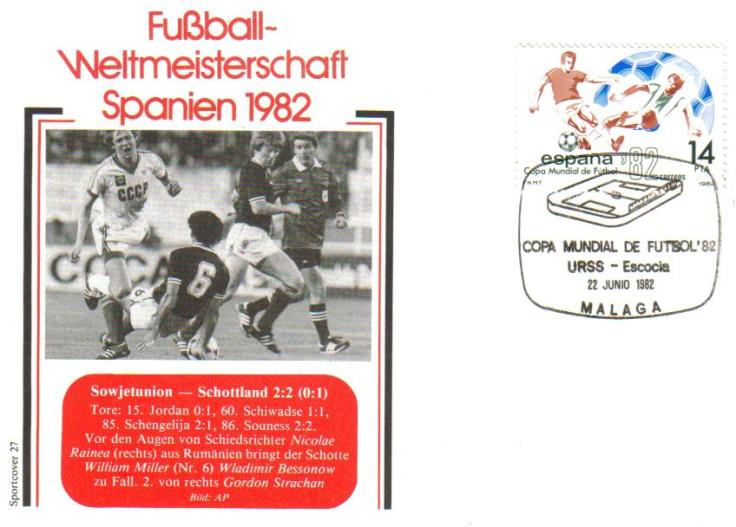 Fußball-
Weltmeisterschaft
Spanien 1982
CCCP
6
Sowjetunion — Schottland 2:2 (0:1)
Tore: 15. Jordan 0:1, 60. Schiwadse 1:1,
85. Schengelija 2:1, 86. Souness 2:2.
Vor den Augen von Schiedsrichter Nicolae
Rainea (rechts) aus Rumänien bringt der Schotte
William Miller (Nr. 6) Wladimir Bessonow
zu Fall. 2. von rechts Gordon Strachan
Bild: AP
Sportcover 27
14
PTA
españa '82
Copa Mundial de Fútbol
correos
F.N.M.T.
1982
COPA MUNDIAL DE FUTBOL'82
URSS - Escocia
22 JUNIO 1982
MALAGA